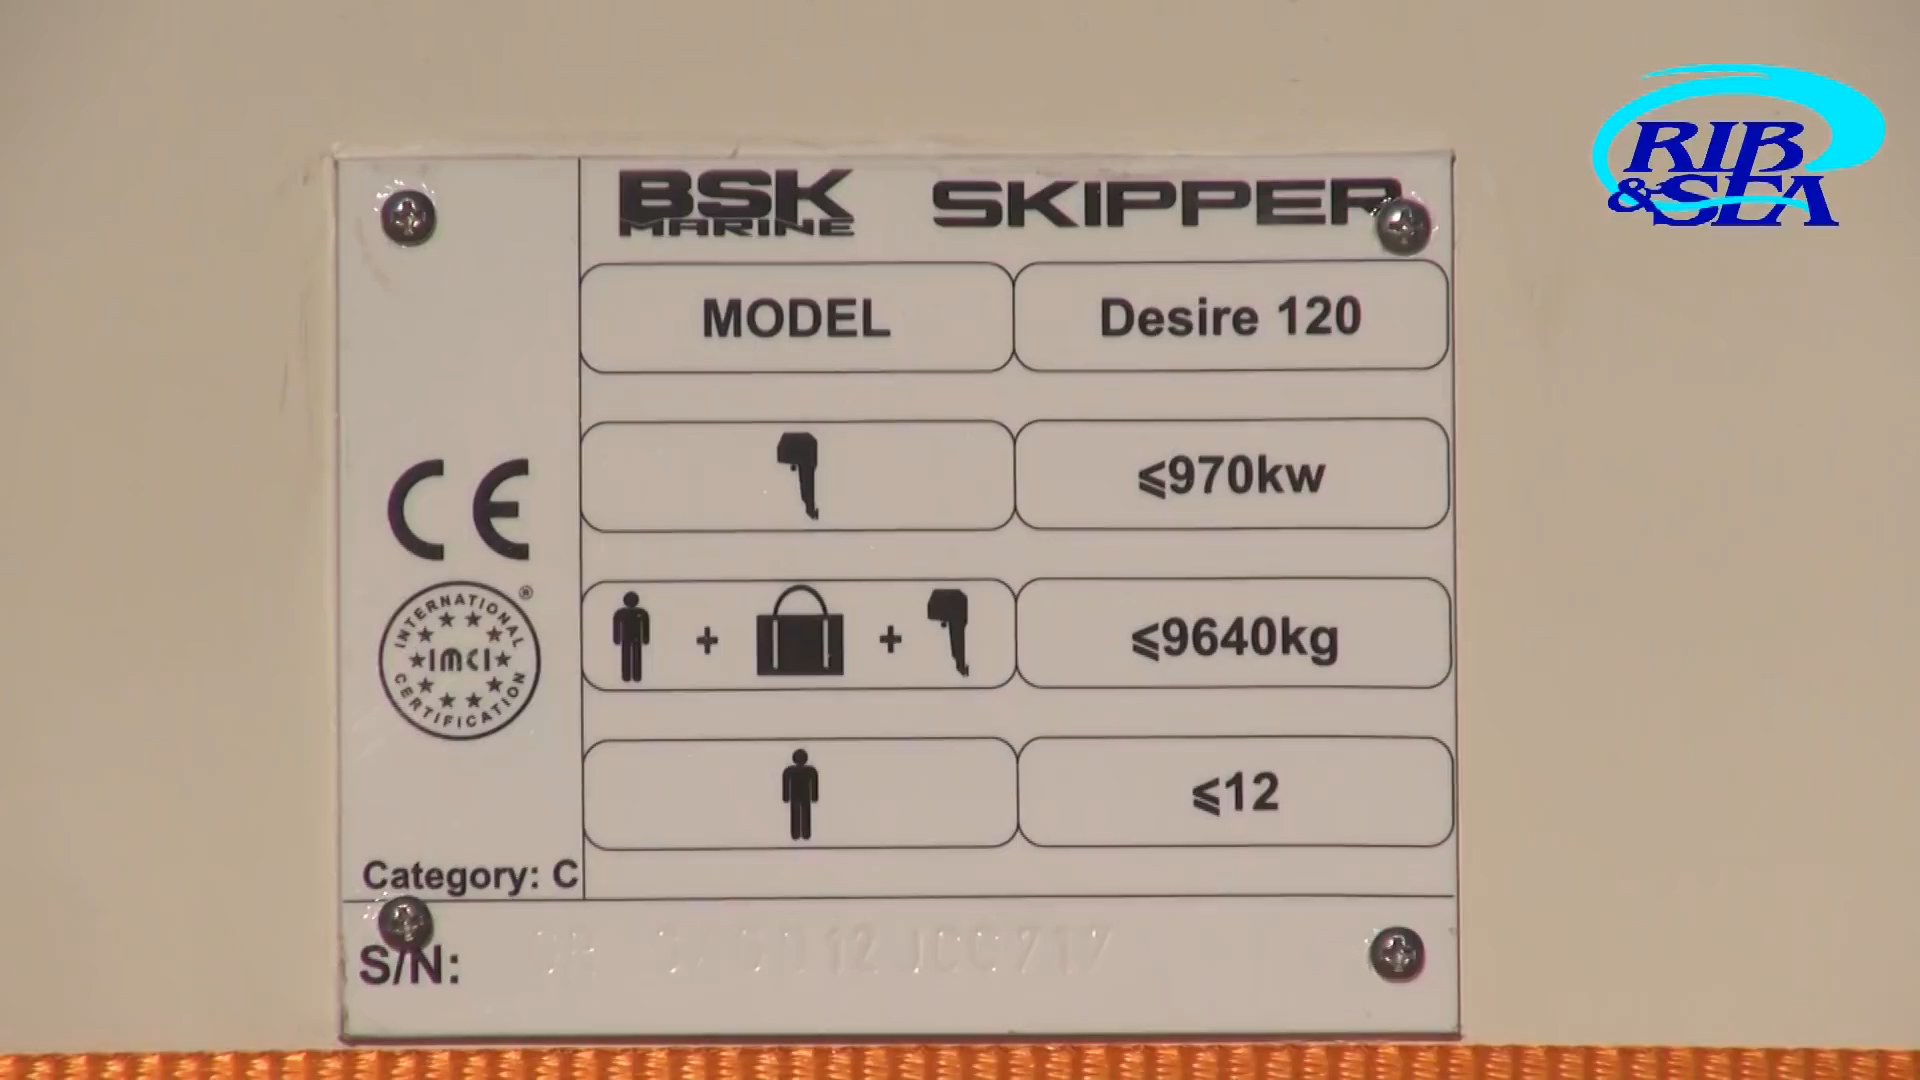 RIB
&SEA
BSK
MARINE
SKIPPER
MODEL
Desire 120
≤970kw
CE
INTERNATIONAL
IMCI
CERTIFICATION
®
+ +
≤9640kg
≤12
Category: C
S/N: